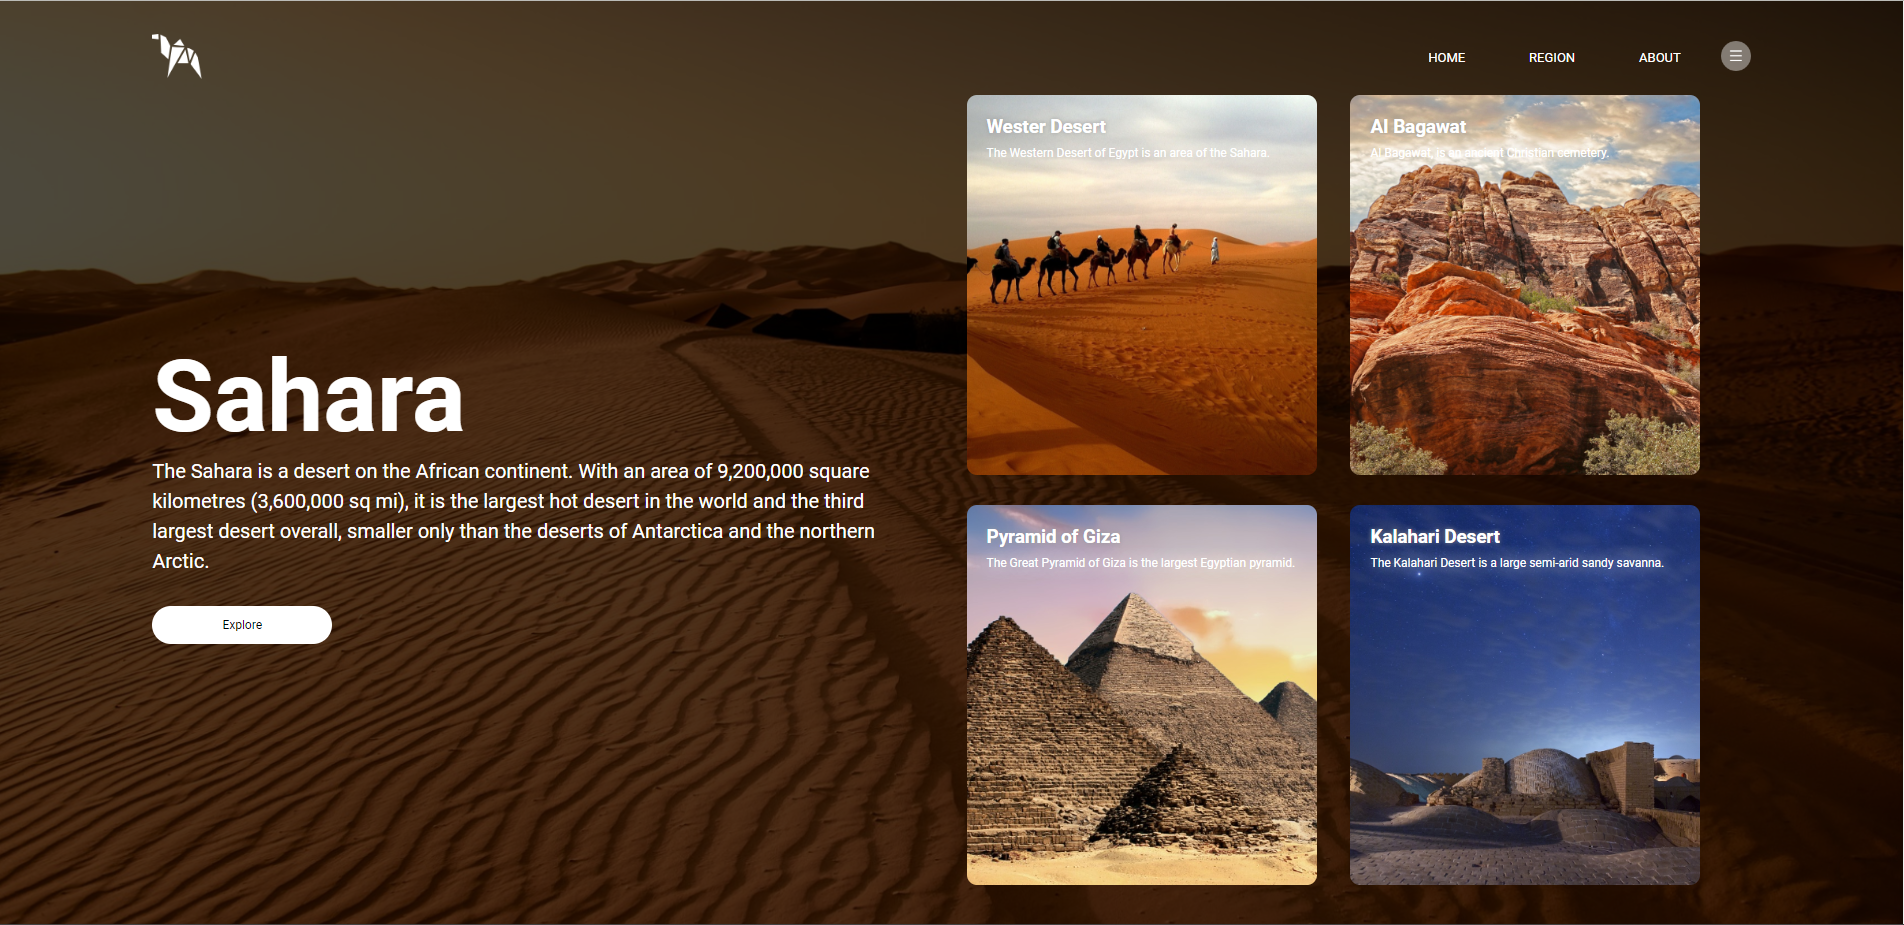 HOME
REGION
ABOUT
Sahara
The Sahara is a desert on the African continent. With an area of 9,200,000 square
kilometres (3,600,000 sq mi), it is the largest hot desert in the world and the third
largest desert overall, smaller only than the deserts of Antarctica and the northern
Arctic.
Explore
Wester Desert
The Western Desert of Egypt is an area of the Sahara.
Al Bagawat
Al Bagawat, is an ancient Christian cemetery.
Pyramid of Giza
The Great Pyramid of Giza is the largest Egyptian pyramid.
Kalahari Desert
The Kalahari Desert is a large semi-arid sandy savanna.